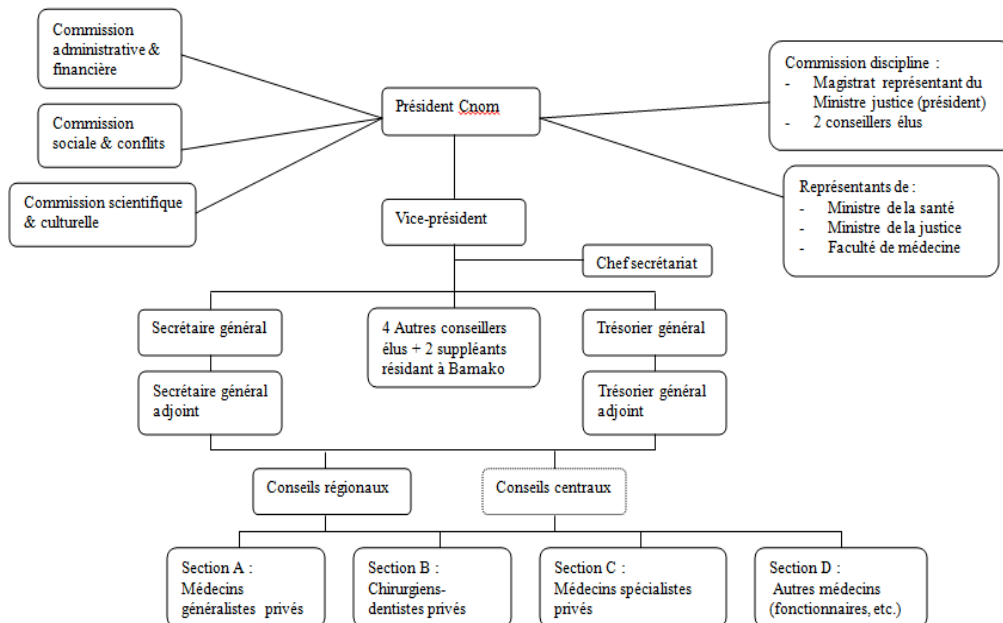 Commission
administrative &
financière
Commission
sociale & conflits
Commission scientifique
& culturelle
Président Cnom
Commission discipline :
- Magistrat représentant du
Ministre justice (président)
- 2 conseillers élus
Représentants de :
- Ministre de la santé
- Ministre de la justice
- Faculté de médecine
Vice-président
Chef secrétariat
Secrétaire général
4 Autres conseillers
élus + 2 suppléants
résidant à Bamako
Trésorier général
Secrétaire général
adjoint
Trésorier général
adjoint
Conseils régionaux
Conseils centraux
Section A :
Médecins
généralistes privés
Section B :
Chirurgiens-
dentistes privés
Section C :
Médecins spécialistes
privés
Section D :
Autres médecins
(fonctionnaires, etc.)